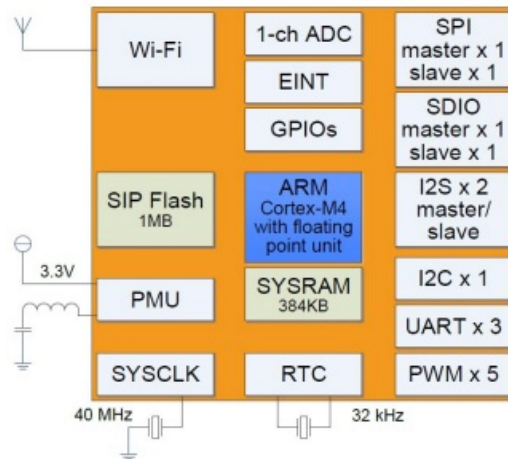 Wi-Fi
1-ch ADC
EINT
GPIOs
SPI
master x 1
slave x 1
SDIO
master x 1
slave x 1
SIP Flash
1MB
ARM
Cortex-M4
with floating
point unit
I2S x 2
master/
slave
3.3V
PMU
SYSRAM
384KB
I2C x 1
UART x 3
SYSCLK
RTC
PWM x 5
40 MHz
32 kHz